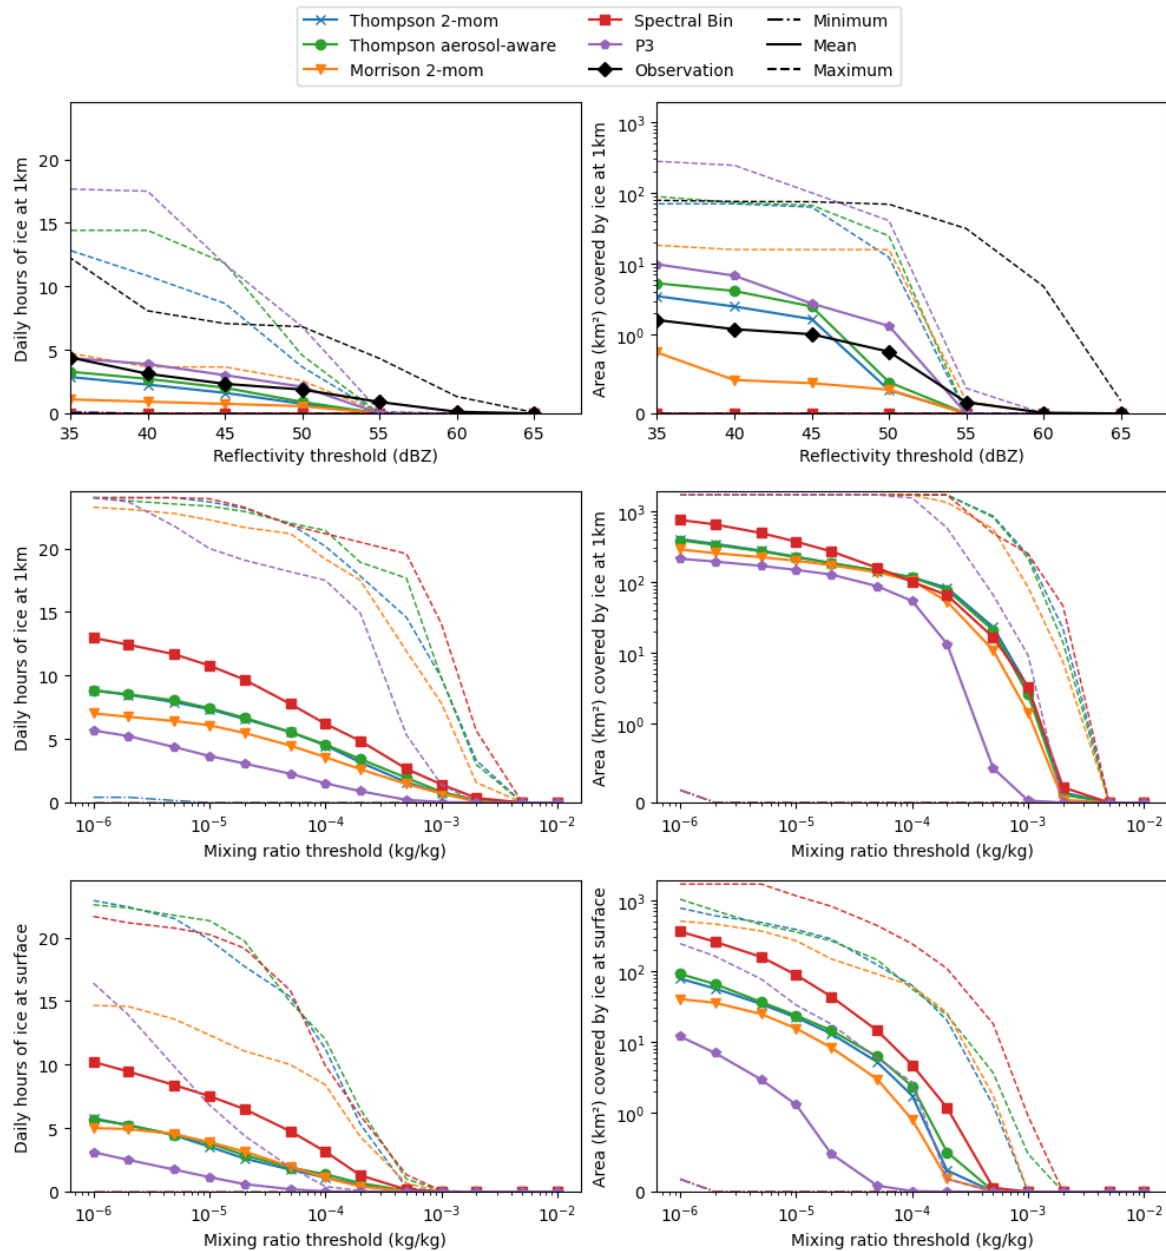 Thompson 2-mom
Thompson aerosol-aware
Morrison 2-mom
Spectral Bin
P3
Observation
Minimum
Mean
Maximum
Daily hours of ice at 1km
20
15
10
5
0
35 40 45 50 55 60 65
Reflectivity threshold (dBZ)
Area (km²) covered by ice at 1km
10³
10²
10¹
10⁰
0
35 40 45 50 55 60 65
Reflectivity threshold (dBZ)
Daily hours of ice at 1km
20
15
10
5
0
10⁻⁶ 10⁻⁵ 10⁻⁴ 10⁻³ 10⁻²
Mixing ratio threshold (kg/kg)
Area (km²) covered by ice at 1km
10³
10²
10¹
10⁰
0
10⁻⁶ 10⁻⁵ 10⁻⁴ 10⁻³ 10⁻²
Mixing ratio threshold (kg/kg)
Daily hours of ice at surface
20
15
10
5
0
10⁻⁶ 10⁻⁵ 10⁻⁴ 10⁻³ 10⁻²
Mixing ratio threshold (kg/kg)
Area (km²) covered by ice at surface
10³
10²
10¹
10⁰
0
10⁻⁶ 10⁻⁵ 10⁻⁴ 10⁻³ 10⁻²
Mixing ratio threshold (kg/kg)